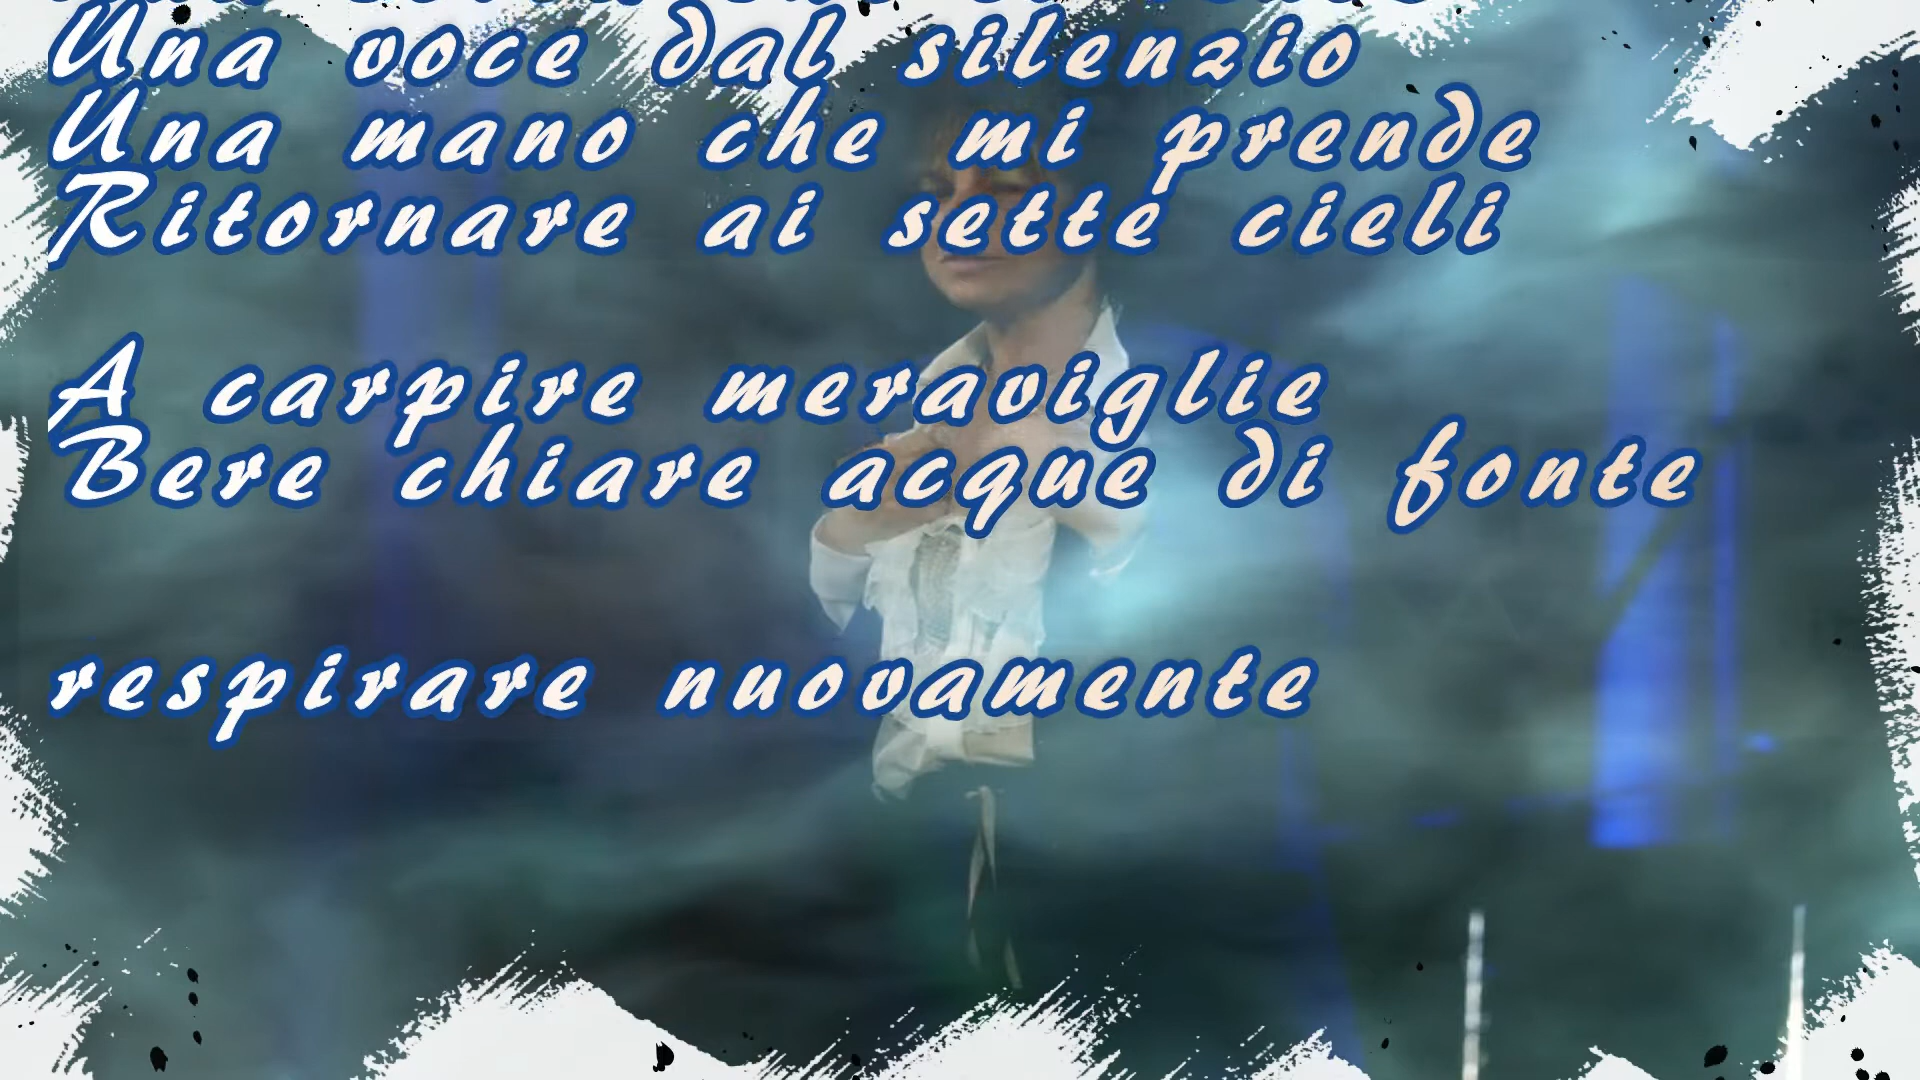 Una voce dal silenzio
Una mano che mi prende
Ritornare ai sette cieli
A carpire meraviglie
Bere chiare acque di fonte
respirare nuovamente